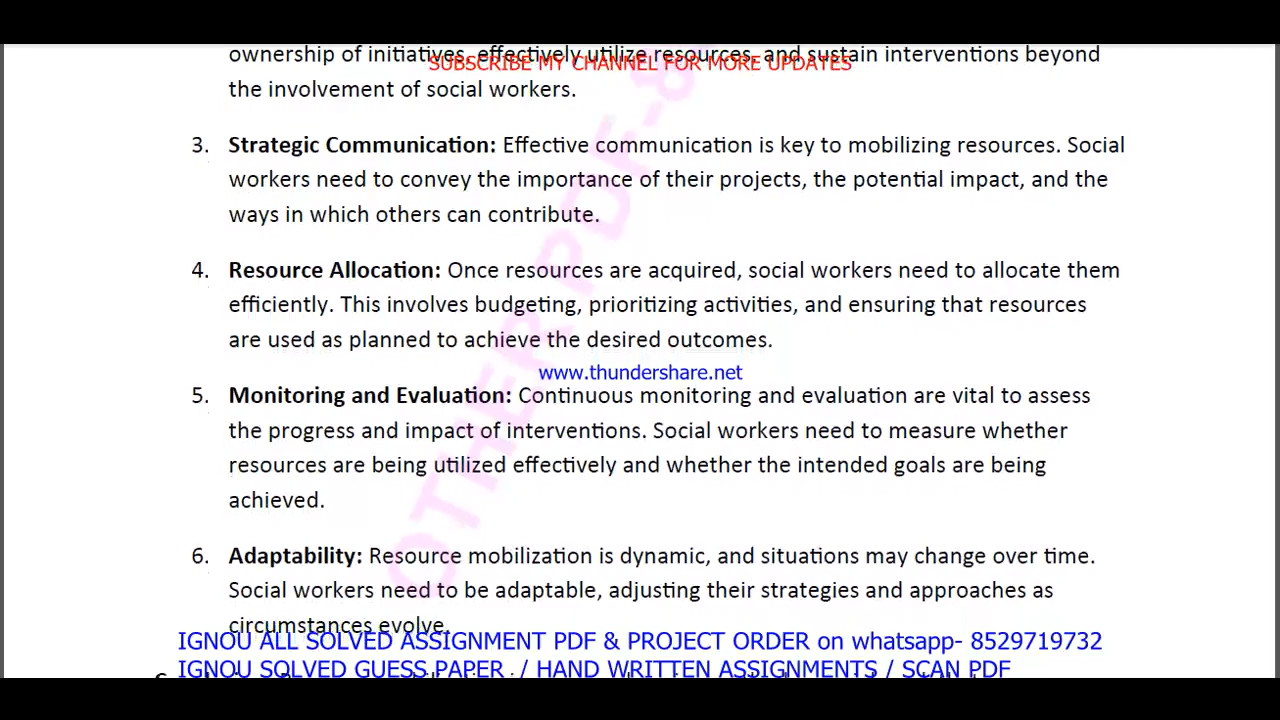 ownership of initiatives, effectively utilize resources, and sustain interventions beyond
SUBSCRIBE MY CHANNEL FOR MORE UPDATES
the involvement of social workers.
3. Strategic Communication: Effective communication is key to mobilizing resources. Social
workers need to convey the importance of their projects, the potential impact, and the
ways in which others can contribute.
4. Resource Allocation: Once resources are acquired, social workers need to allocate them
efficiently. This involves budgeting, prioritizing activities, and ensuring that resources
are used as planned to achieve the desired outcomes.
www.thundershare.net
5. Monitoring and Evaluation: Continuous monitoring and evaluation are vital to assess
the progress and impact of interventions. Social workers need to measure whether
resources are being utilized effectively and whether the intended goals are being
achieved.
6. Adaptability: Resource mobilization is dynamic, and situations may change over time.
Social workers need to be adaptable, adjusting their strategies and approaches as
circumstances evolve.
IGNOU ALL SOLVED ASSIGNMENT PDF & PROJECT ORDER on whatsapp- 8529719732
IGNOU SOLVED GUESS PAPER / HAND WRITTEN ASSIGNMENTS / SCAN PDF
OTHER PDF-8